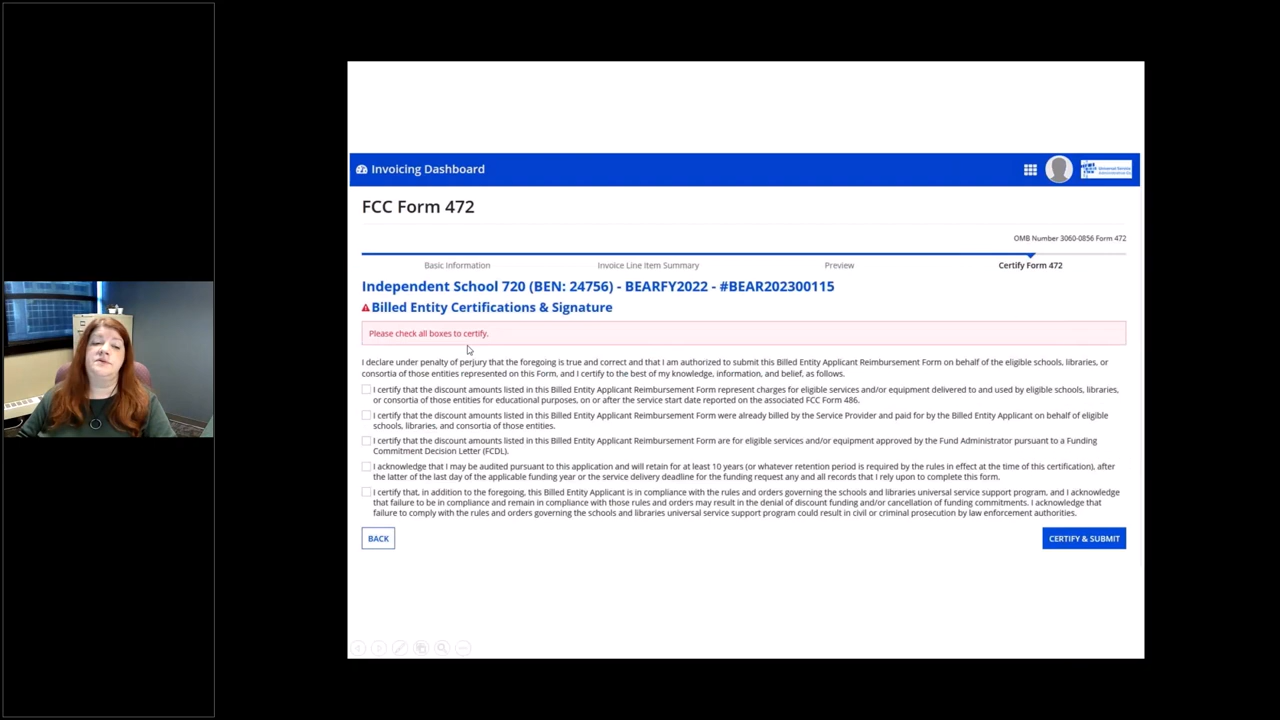 Invoicing Dashboard
Universal Service
FCC Form 472
OMB Number 3060-0856 Form 472
Basic Information
Invoice Line Item Summary
Preview
Certify Form 472
Independent School 720 (BEN: 24756) - BEARFY2022 - #BEAR202300115
Billed Entity Certifications & Signature
Please check all boxes to certify.
I declare under penalty of perjury that the foregoing is true and correct and that I am authorized to submit this Billed Entity Applicant Reimbursement Form on behalf of the eligible schools, libraries, or
consortia of those entities represented on this Form, and I certify to the best of my knowledge, information, and belief, as follows.
I certify that the discount amounts listed in this Billed Entity Applicant Reimbursement Form represent charges for eligible services and/or equipment delivered to and used by eligible schools, libraries,
or consortia of those entities for educational purposes, on or after the service start date reported on the associated FCC Form 486.
I certify that the discount amounts listed in this Billed Entity Applicant Reimbursement Form were already billed by the Service Provider and paid for by the Billed Entity Applicant on behalf of eligible
schools, libraries, and consortia of those entities.
I certify that the discount amounts listed in this Billed Entity Applicant Reimbursement Form are for eligible services and/or equipment approved by the Fund Administrator pursuant to a Funding
Commitment Decision Letter (FCDL).
I acknowledge that I may be audited pursuant to this application and will retain for at least 10 years (or whatever retention period is required by the rules in effect at the time of this certification), after
the latter of the last day of the applicable funding year or the service delivery deadline for the funding request any and all records that I rely upon to complete this form.
I certify that, in addition to the foregoing, this Billed Entity Applicant is in compliance with the rules and orders governing the schools and libraries universal service support program, and I acknowledge
that failure to be in compliance and remain in compliance with those rules and orders may result in the denial of discount funding and/or cancellation of funding commitments. I acknowledge that
failure to comply with the rules and orders governing the schools and libraries universal service support program could result in civil or criminal prosecution by law enforcement authorities.
BACK
CERTIFY & SUBMIT